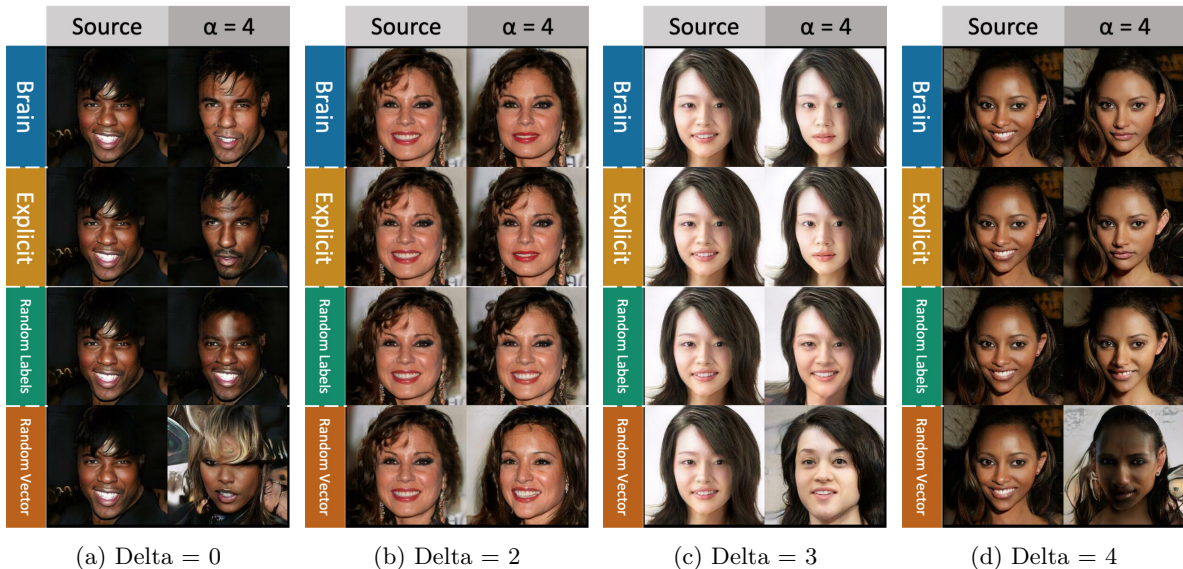 Source α = 4 Source α = 4 Source α = 4 Source α = 4
Brain Brain Brain Brain
Explicit Explicit Explicit Explicit
Random Labels Random Labels Random Labels Random Labels
Random Vector Random Vector Random Vector Random Vector
(a) Delta = 0 (b) Delta = 2 (c) Delta = 3 (d) Delta = 4